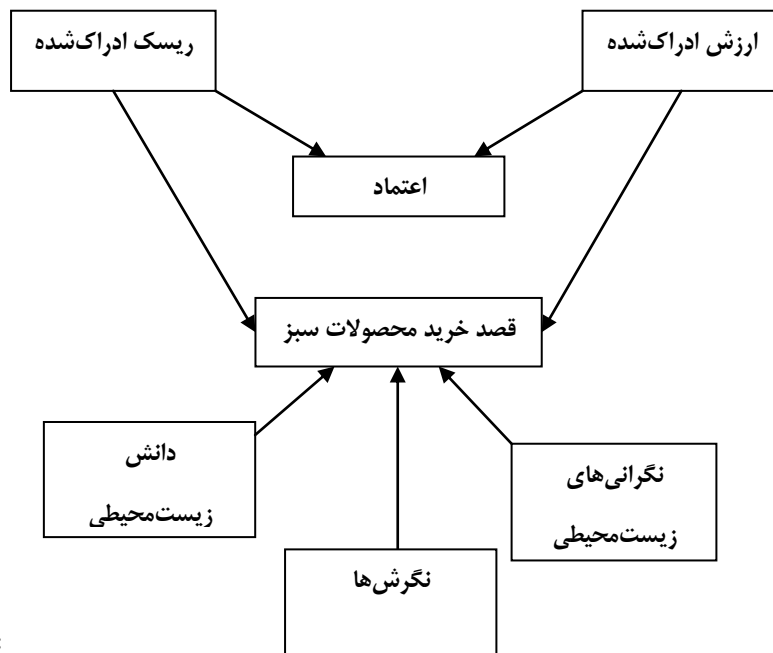 ارزش ادراک‌شده
ریسک ادراک‌شده
اعتماد
قصد خرید محصولات سبز
نگرانی‌های
زیست‌محیطی
دانش
زیست‌محیطی
نگرش‌ها